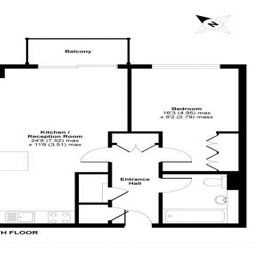 N
Balcony
Bedroom
16'3 (4.95) max
x 9'2 (2.79) max
Kitchen /
Reception Room
24'8 (7.52) max
x 11'6 (3.51) max
Entrance
Hall
TH FLOOR